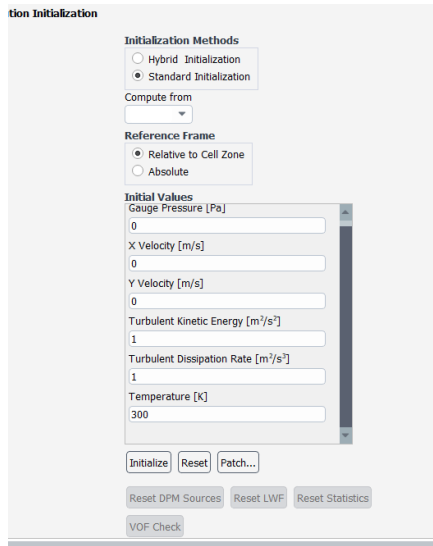 tion Initialization
Initialization Methods
Hybrid Initialization
Standard Initialization
Compute from
Reference Frame
Relative to Cell Zone
Absolute
Initial Values
Gauge Pressure [Pa]
0
X Velocity [m/s]
0
Y Velocity [m/s]
0
Turbulent Kinetic Energy [m²/s²]
1
Turbulent Dissipation Rate [m²/s³]
1
Temperature [K]
300
Initialize Reset Patch...
Reset DPM Sources Reset LWF Reset Statistics
VOF Check